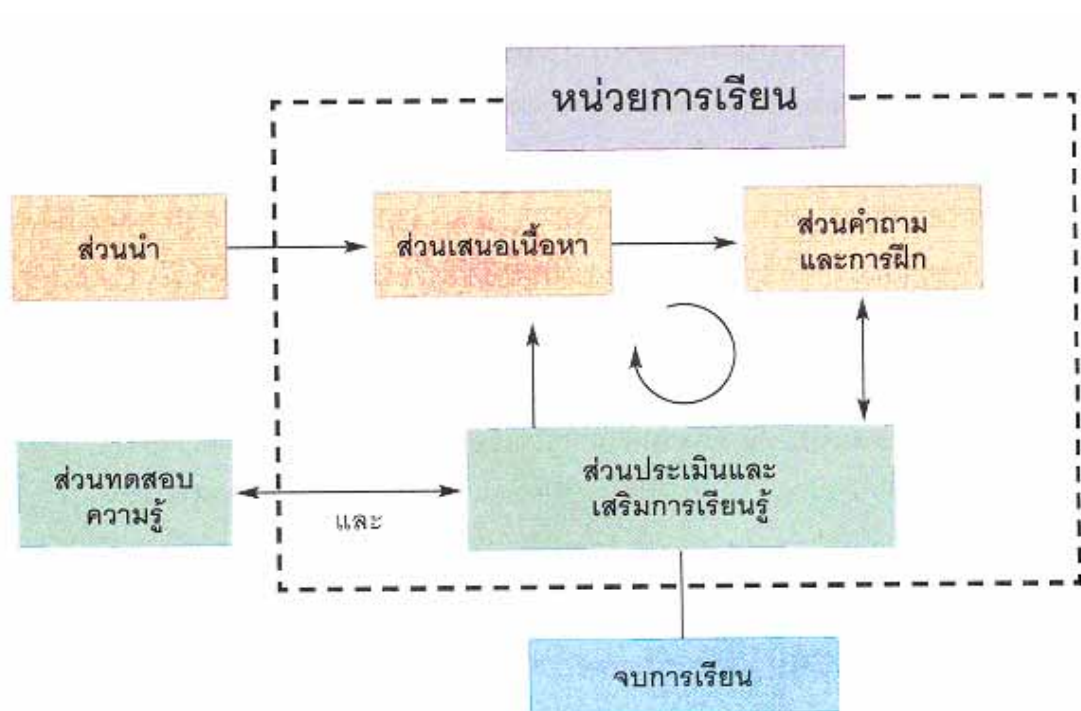 หน่วยการเรียน
ส่วนนำ
ส่วนเสนอเนื้อหา
ส่วนคำถาม
และการฝึก
ส่วนทดสอบ
ความรู้
และ
ส่วนประเมินและ
เสริมการเรียนรู้
จบการเรียน